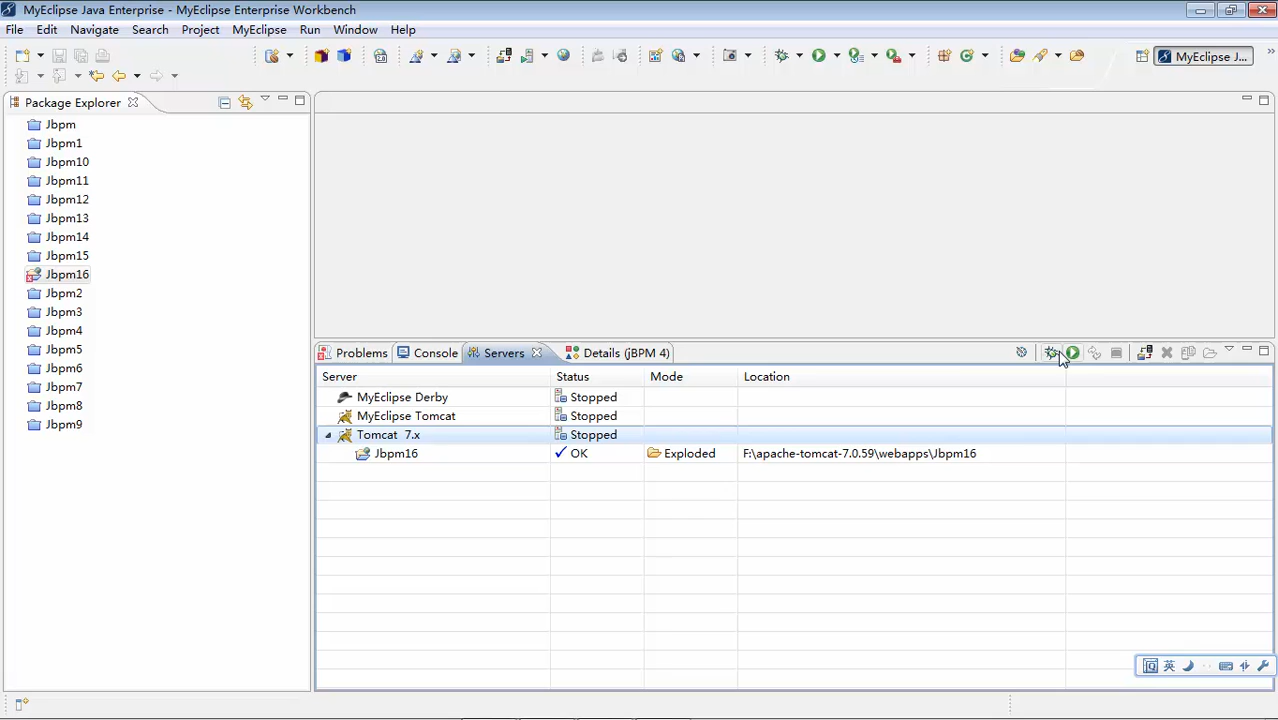 MyEclipse Java Enterprise - MyEclipse Enterprise Workbench
File Edit Navigate Search Project MyEclipse Run Window Help
MyEclipse J...
Package Explorer
Jbpm
Jbpm1
Jbpm10
Jbpm11
Jbpm12
Jbpm13
Jbpm14
Jbpm15
Jbpm16
Jbpm2
Jbpm3
Jbpm4
Jbpm5
Jbpm6
Jbpm7
Jbpm8
Jbpm9
Problems Console Servers Details (jBPM 4)
Server Status Mode Location
MyEclipse Derby Stopped
MyEclipse Tomcat Stopped
Tomcat 7.x Stopped
Jbpm16 OK Exploded F:\apache-tomcat-7.0.59\webapps\Jbpm16
英